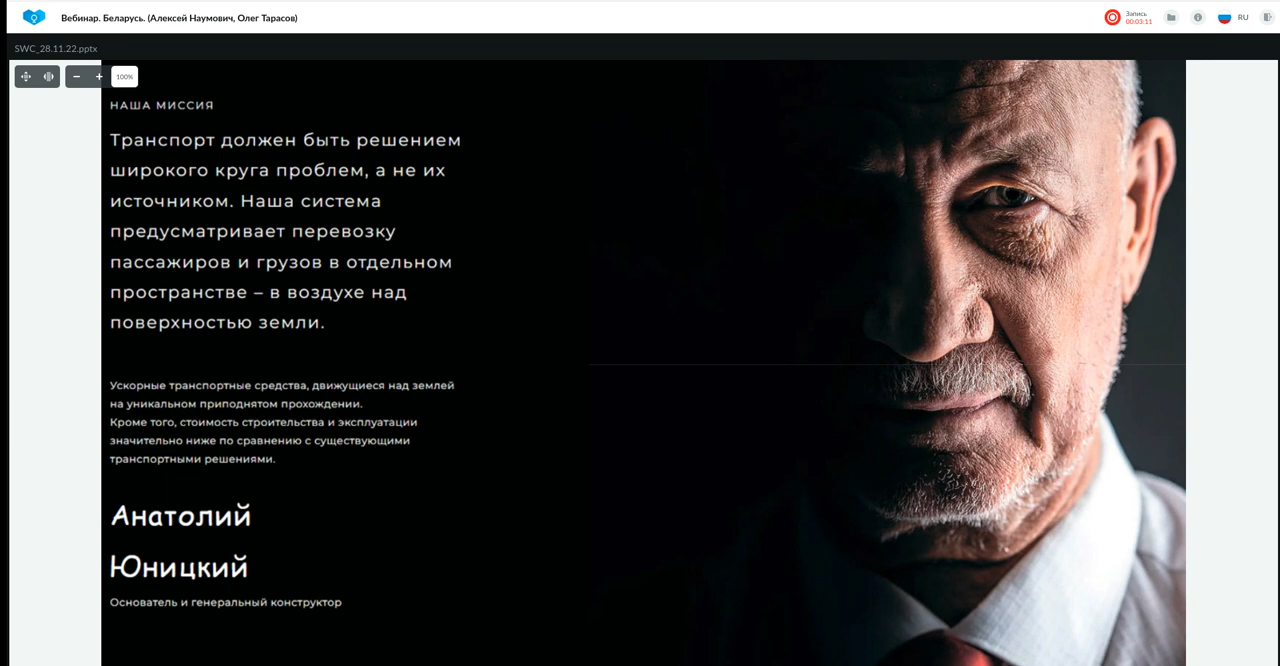 Вебинар. Беларусь. (Алексей Наумович, Олег Тарасов)
Запись
00:03:11
RU
SWC_28.11.22.pptx
100%
НАША МИССИЯ
Транспорт должен быть решением
широкого круга проблем, а не их
источником. Наша система
предусматривает перевозку
пассажиров и грузов в отдельном
пространстве – в воздухе над
поверхностью земли.
Ускорные транспортные средства, движущиеся над землей
на уникальном приподнятом прохождении.
Кроме того, стоимость строительства и эксплуатации
значительно ниже по сравнению с существующими
транспортными решениями.
Анатолий
Юницкий
Основатель и генеральный конструктор